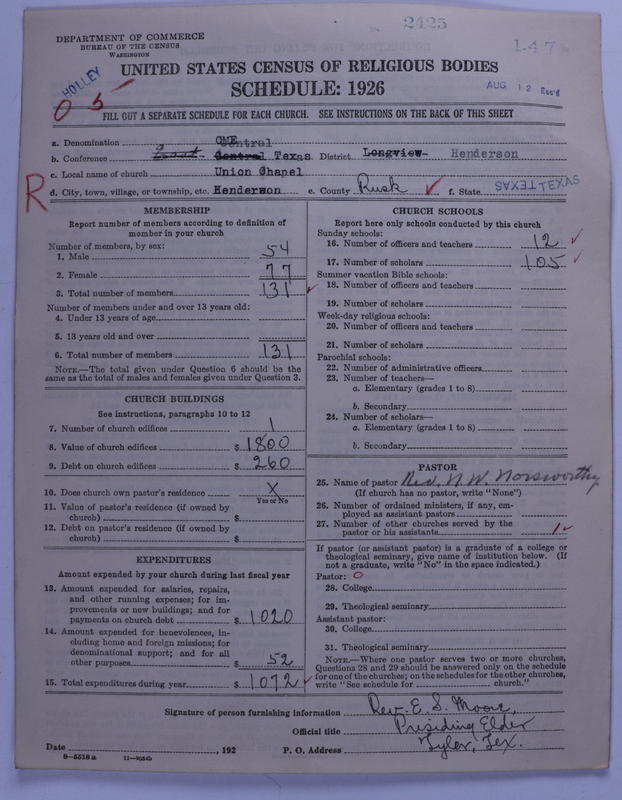 2425
147
DEPARTMENT OF COMMERCE
BUREAU OF THE CENSUS
WASHINGTON
HOLLEY
0 5
UNITED STATES CENSUS OF RELIGIOUS BODIES
SCHEDULE: 1926
AUG 12 Rec'd
FILL OUT A SEPARATE SCHEDULE FOR EACH CHURCH. SEE INSTRUCTIONS ON THE BACK OF THIS SHEET
a. Denomination CME
b. Conference Central Texas District Longview Henderson
c. Local name of church Union Chapel
R
d. City, town, village, or township, etc. Henderson e. County Rusk f. State TEXAS TEXAS
MEMBERSHIP
Report number of members according to definition of
member in your church
Number of members, by sex:
1. Male 54
2. Female 77
3. Total number of members 131
Number of members under and over 13 years old:
4. Under 13 years of age
5. 13 years old and over
6. Total number of members 131
NOTE.—The total given under Question 6 should be the
same as the total of males and females given under Question 3.
CHURCH BUILDINGS
See instructions, paragraphs 10 to 12
7. Number of church edifices 1
8. Value of church edifices $ 1800
9. Debt on church edifices $ 260
10. Does church own pastor's residence X
Yes or No
11. Value of pastor's residence (if owned by
church) $
12. Debt on pastor's residence (if owned by
church) $
EXPENDITURES
Amount expended by your church during last fiscal year
13. Amount expended for salaries, repairs,
and other running expenses; for im-
provements or new buildings; and for
payments on church debt $ 1020
14. Amount expended for benevolences, in-
cluding home and foreign missions; for
denominational support; and for all
other purposes $ 52
15. Total expenditures during year $ 1072
CHURCH SCHOOLS
Report here only schools conducted by this church
Sunday schools:
16. Number of officers and teachers 12
17. Number of scholars 105
Summer vacation Bible schools:
18. Number of officers and teachers
19. Number of scholars
Week-day religious schools:
20. Number of officers and teachers
21. Number of scholars
Parochial schools:
22. Number of administrative officers
23. Number of teachers—
a. Elementary (grades 1 to 8)
b. Secondary
24. Number of scholars—
a. Elementary (grades 1 to 8)
b. Secondary
PASTOR
25. Name of pastor Rev. N. W. Norsworthy
(If church has no pastor, write "None")
26. Number of ordained ministers, if any, em-
ployed as assistant pastors
27. Number of other churches served by the
pastor or his assistants 1
If pastor (or assistant pastor) is a graduate of a college or
theological seminary, give name of institution below. (If
not a graduate, write "No" in the space indicated.)
Pastor: 0
28. College
29. Theological seminary
Assistant pastor:
30. College
31. Theological seminary
NOTE.—Where one pastor serves two or more churches,
Questions 28 and 29 should be answered only on the schedule
for one of the churches; on the schedules for the other churches,
write "See schedule for church."
Signature of person furnishing information Rev. E. S. Moore,
Official title Presiding Elder
Date , 192 P. O. Address Tyler, Tex.
8-5518a